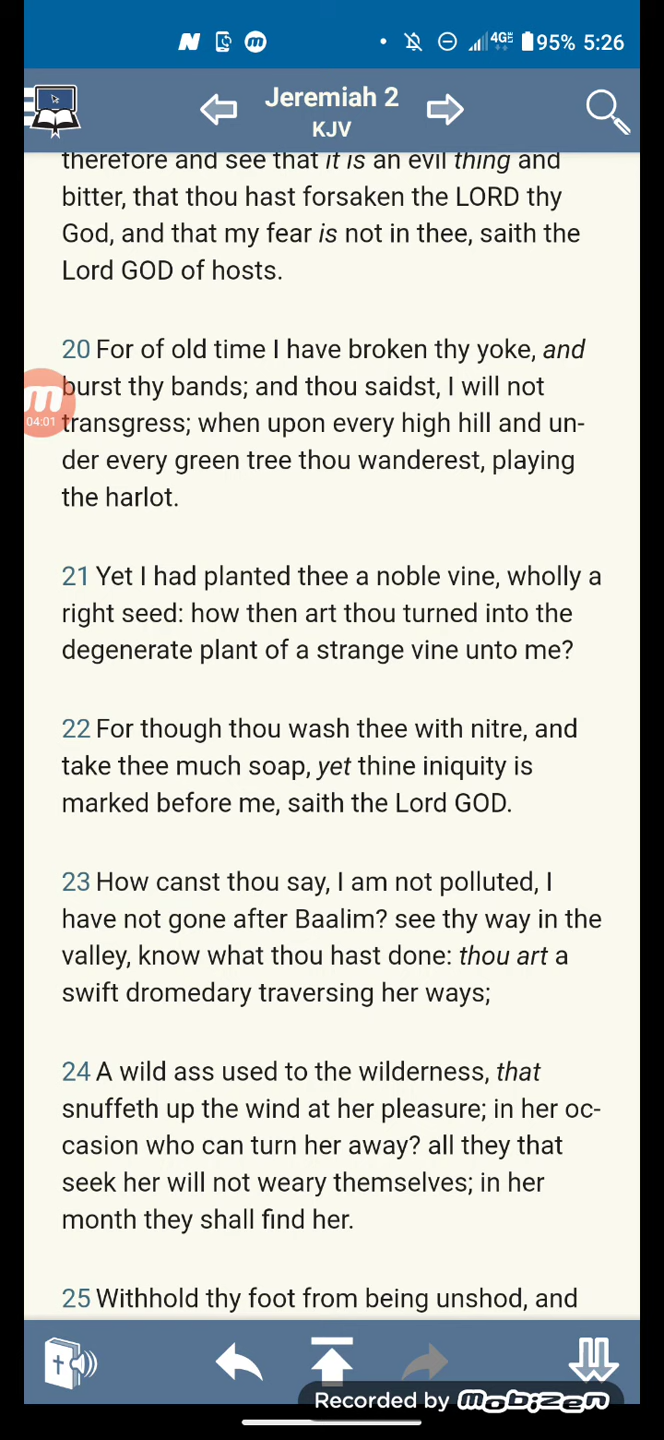 95% 5:26
Jeremiah 2
KJV
therefore and see that it is an evil thing and
bitter, that thou hast forsaken the LORD thy
God, and that my fear is not in thee, saith the
Lord GOD of hosts.
20 For of old time I have broken thy yoke, and
burst thy bands; and thou saidst, I will not
04:01
transgress; when upon every high hill and un-
der every green tree thou wanderest, playing
the harlot.
21 Yet I had planted thee a noble vine, wholly a
right seed: how then art thou turned into the
degenerate plant of a strange vine unto me?
22 For though thou wash thee with nitre, and
take thee much soap, yet thine iniquity is
marked before me, saith the Lord GOD.
23 How canst thou say, I am not polluted, I
have not gone after Baalim? see thy way in the
valley, know what thou hast done: thou art a
swift dromedary traversing her ways;
24 A wild ass used to the wilderness, that
snuffeth up the wind at her pleasure; in her oc-
casion who can turn her away? all they that
seek her will not weary themselves; in her
month they shall find her.
25 Withhold thy foot from being unshod, and
Recorded by Mobizen